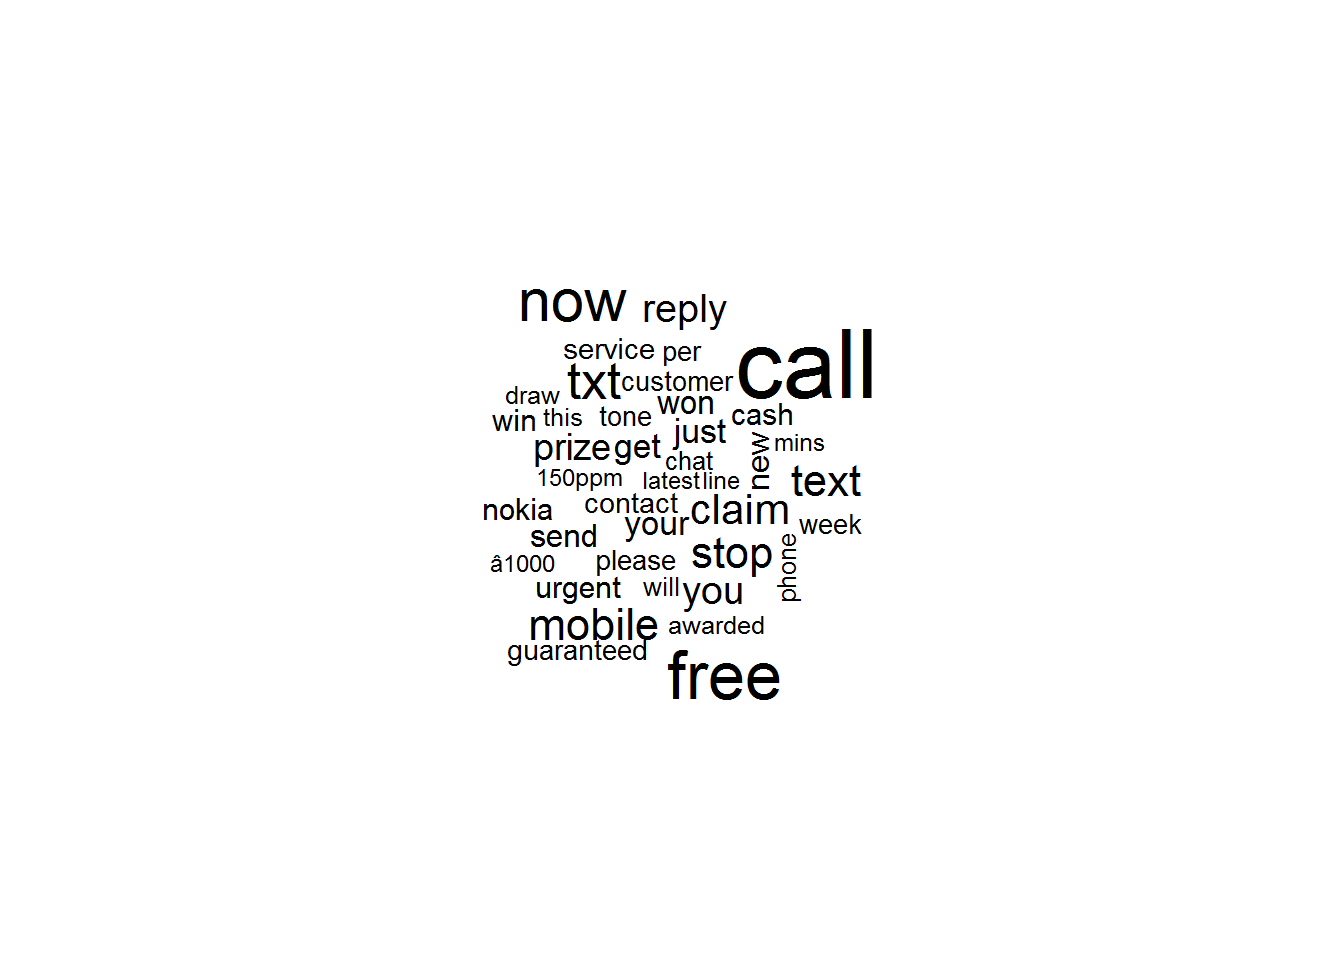 now reply
call
service per
txt customer
draw won
win this tone cash
just
prize get new mins
chat
150ppm latest line text
nokia contact claim
send your week
stop
â1000 please phone
urgent will you
mobile awarded
guaranteed
free